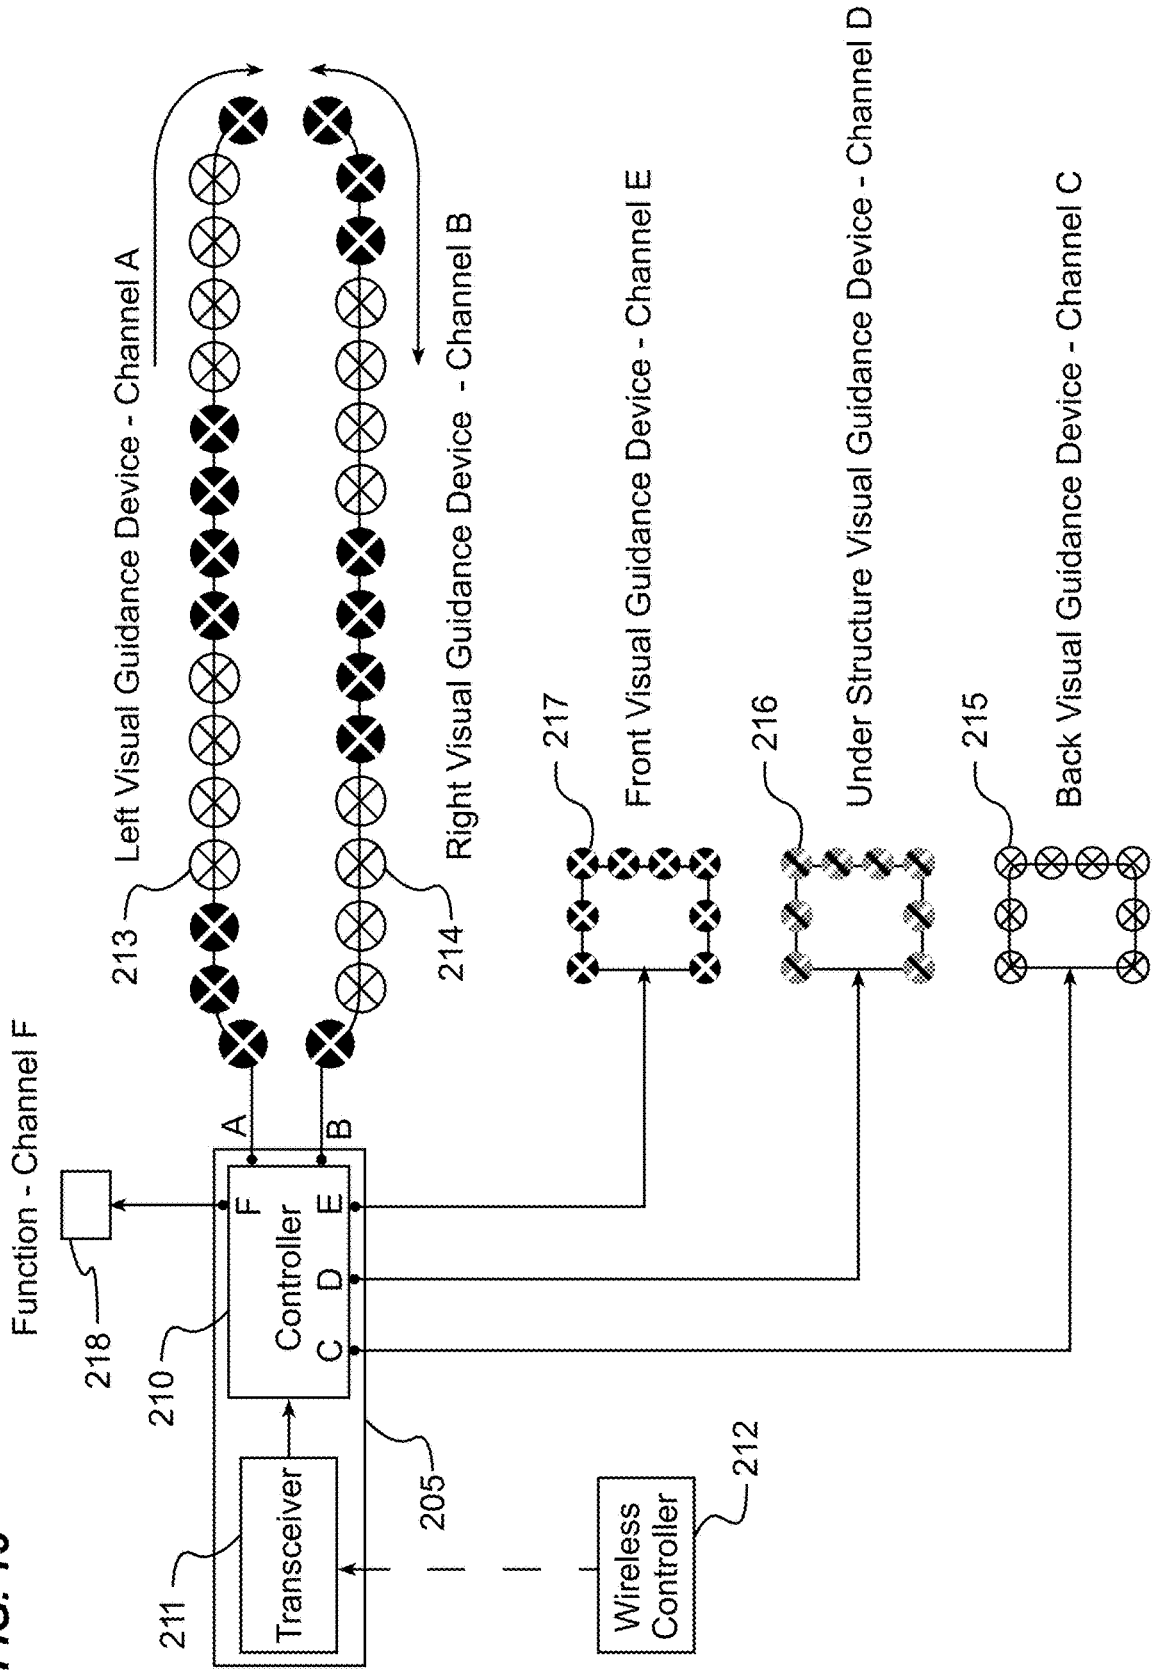 Function - Channel F
218
210
211
205
Transceiver
Controller
F
A
B
C
D
E
Wireless
Controller
212
Left Visual Guidance Device - Channel A
213
214
Right Visual Guidance Device - Channel B
217
Front Visual Guidance Device - Channel E
216
Under Structure Visual Guidance Device - Channel D
215
Back Visual Guidance Device - Channel C